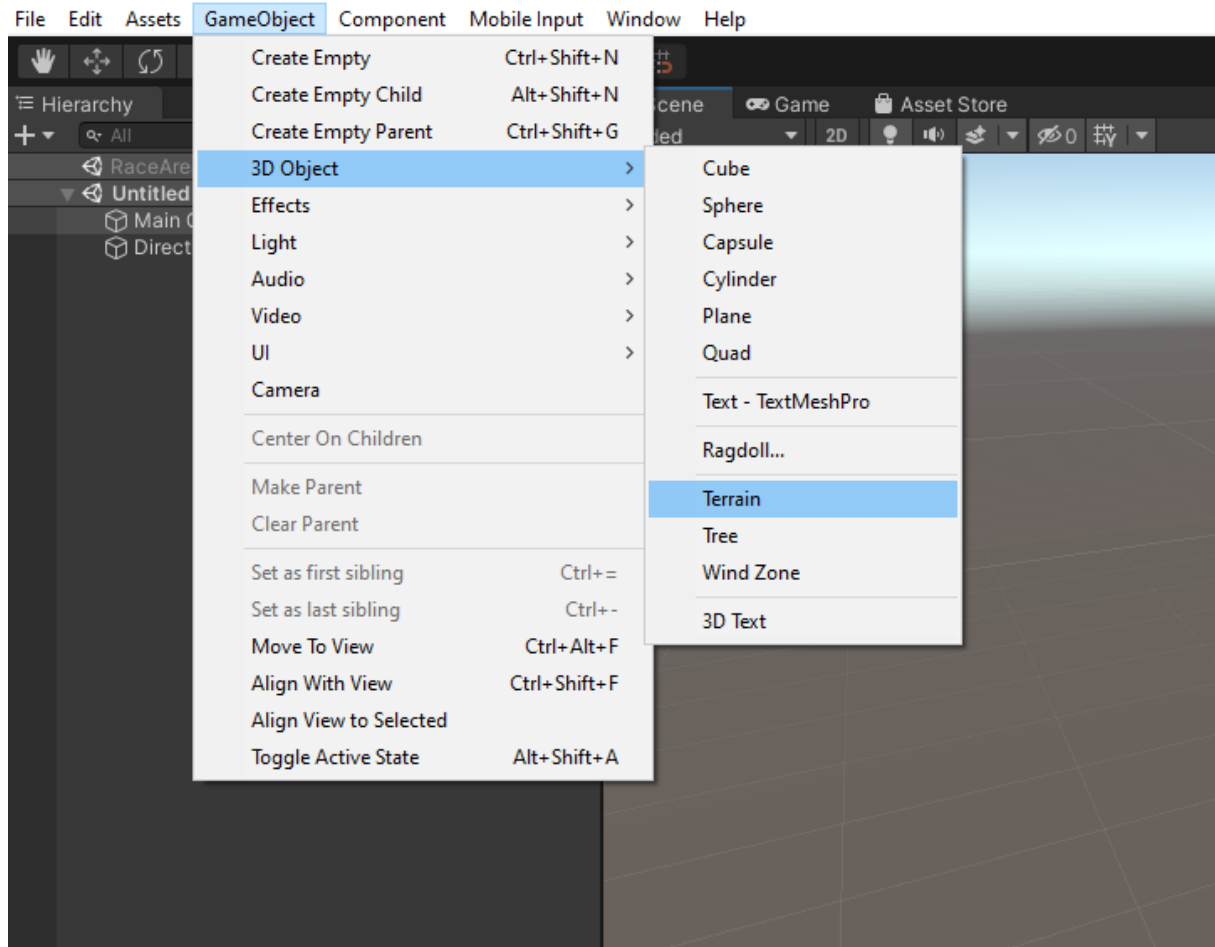 File Edit Assets GameObject Component Mobile Input Window Help
Hierarchy
All
RaceAre
Untitled
Main
Direct
Create Empty Ctrl+Shift+N
Create Empty Child Alt+Shift+N
Create Empty Parent Ctrl+Shift+G
3D Object
Effects
Light
Audio
Video
UI
Camera
Center On Children
Make Parent
Clear Parent
Set as first sibling Ctrl+=
Set as last sibling Ctrl+-
Move To View Ctrl+Alt+F
Align With View Ctrl+Shift+F
Align View to Selected
Toggle Active State Alt+Shift+A
Cube
Sphere
Capsule
Cylinder
Plane
Quad
Text - TextMeshPro
Ragdoll...
Terrain
Tree
Wind Zone
3D Text
cene Game Asset Store
ded 2D 0